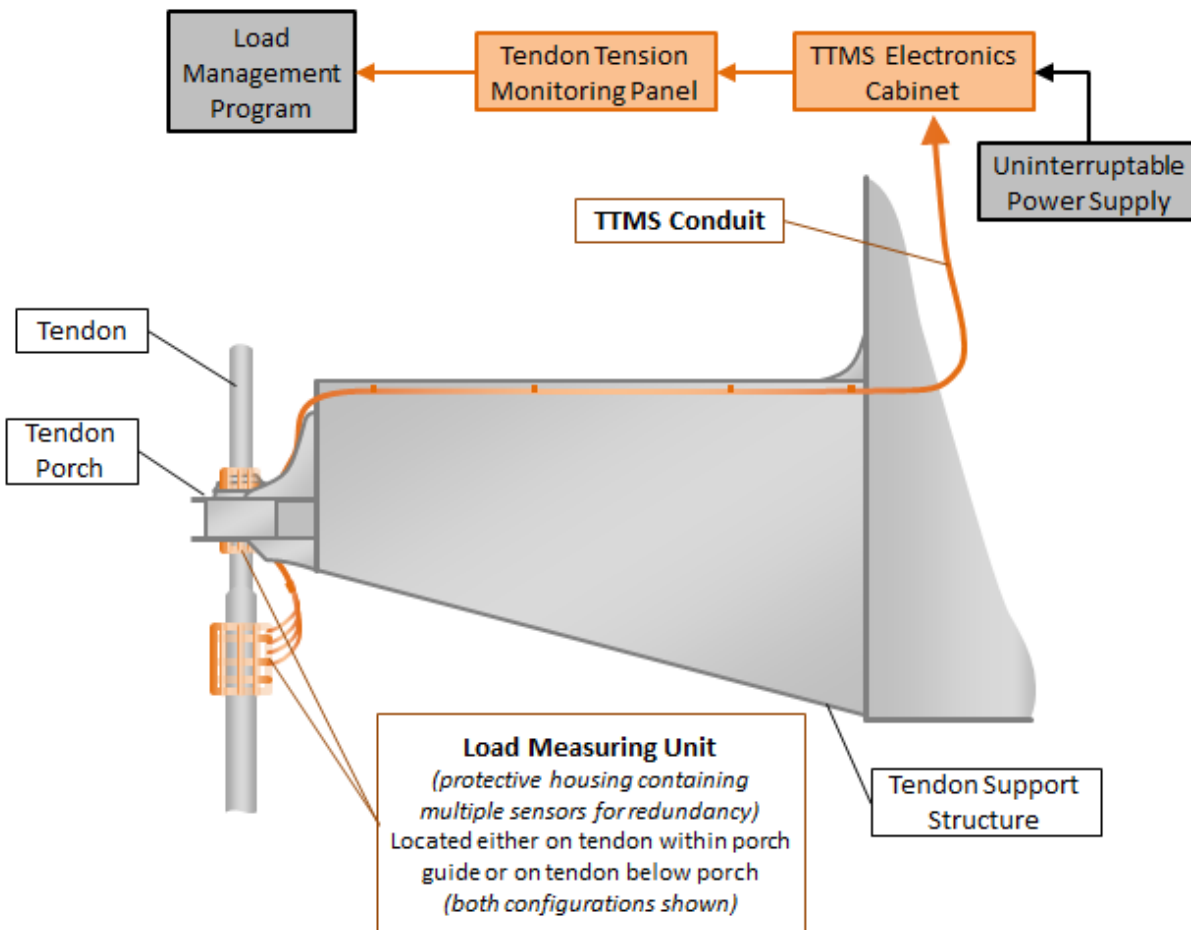 Load
Management
Program
Tendon Tension
Monitoring Panel
TTMS Electronics
Cabinet
Uninterruptable
Power Supply
TTMS Conduit
Tendon
Tendon
Porch
Load Measuring Unit
(protective housing containing
multiple sensors for redundancy)
Located either on tendon within porch
guide or on tendon below porch
(both configurations shown)
Tendon Support
Structure